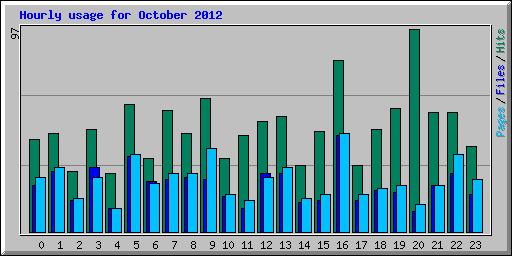 Hourly usage for October 2012
97
Pages / Files / Hits
0 1 2 3 4 5 6 7 8 9 10 11 12 13 14 15 16 17 18 19 20 21 22 23